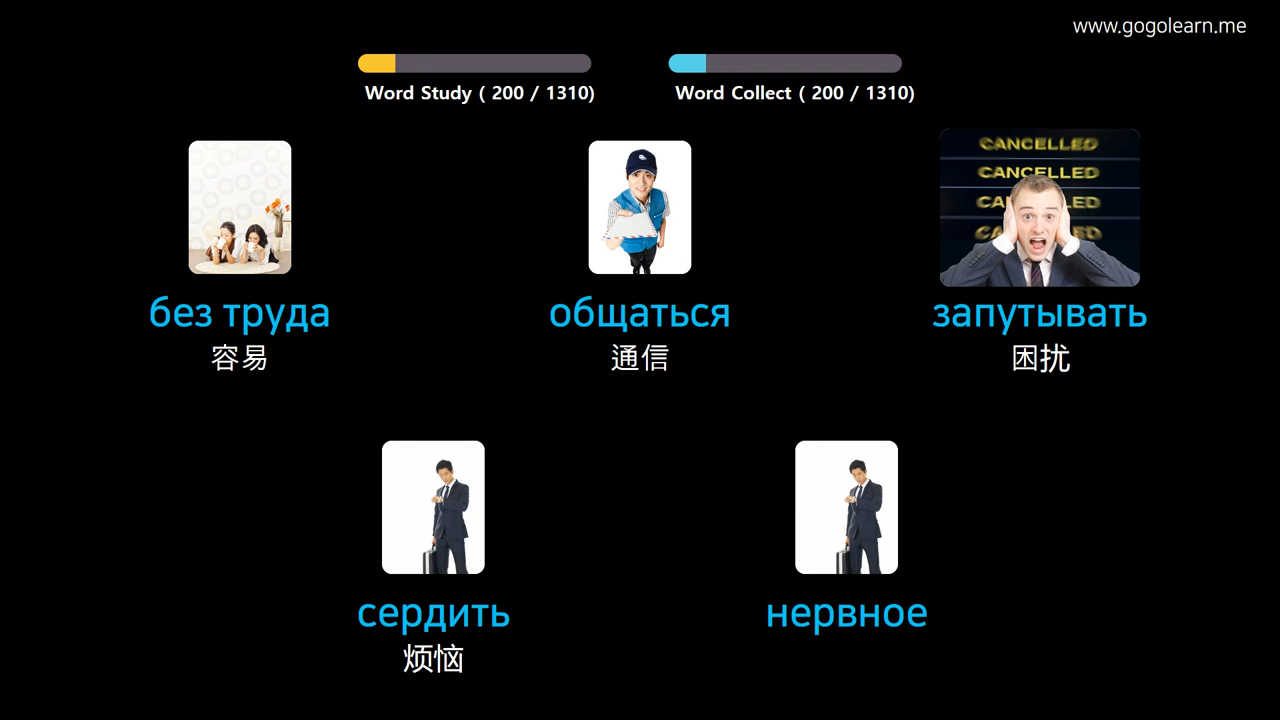 www.gogolearn.me
Word Study ( 200 / 1310)
Word Collect ( 200 / 1310)
CANCELLED
CANCELLED
без труда
容易
общаться
通信
запутывать
困扰
сердить
烦恼
нервное